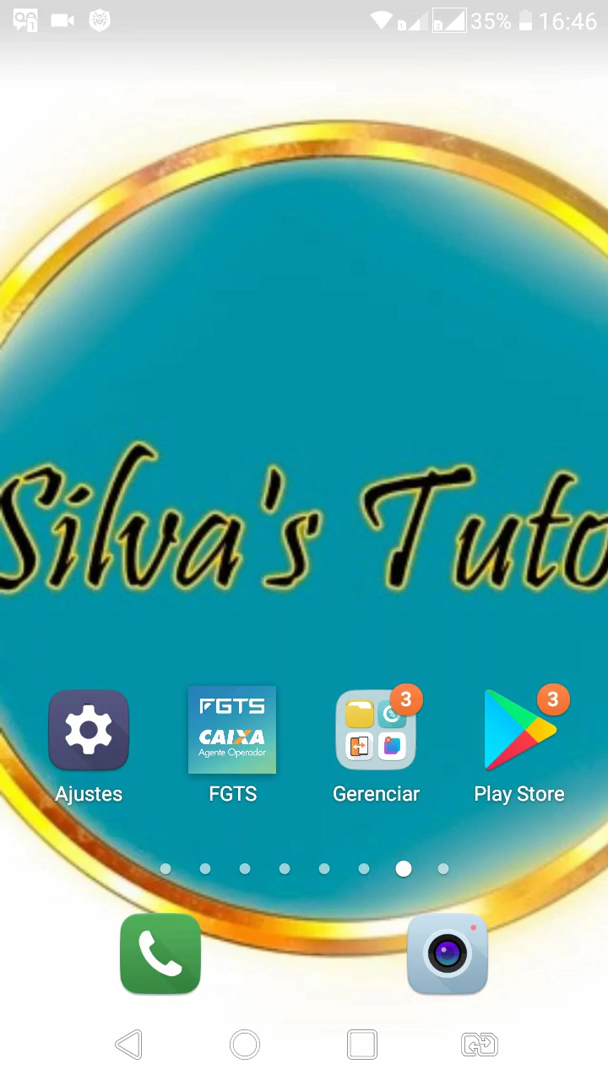 35% 16:46
Silva's Tuto
3 3
FGTS
CAIXA
Agente Operador
Ajustes FGTS Gerenciar Play Store